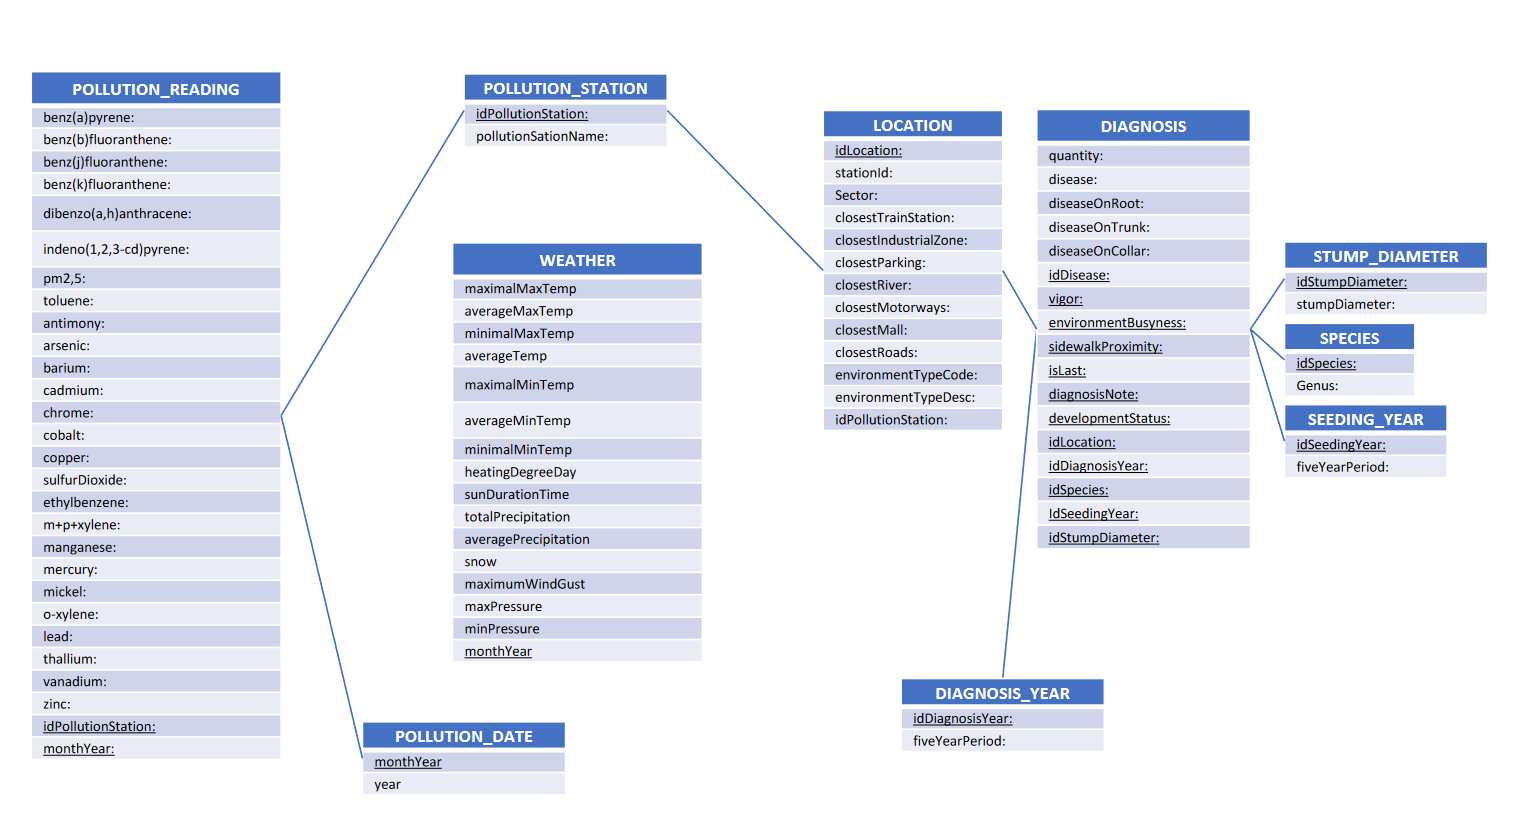 POLLUTION_READING
benz(a)pyrene:
benz(b)fluoranthene:
benz(j)fluoranthene:
benz(k)fluoranthene:
dibenzo(a,h)anthracene:
indeno(1,2,3-cd)pyrene:
pm2,5:
toluene:
antimony:
arsenic:
barium:
cadmium:
chrome:
cobalt:
copper:
sulfurDioxide:
ethylbenzene:
m+p+xylene:
manganese:
mercury:
mickel:
o-xylene:
lead:
thallium:
vanadium:
zinc:
idPollutionStation:
monthYear:
POLLUTION_STATION
idPollutionStation:
pollutionSationName:
WEATHER
maximalMaxTemp
averageMaxTemp
minimalMaxTemp
averageTemp
maximalMinTemp
averageMinTemp
minimalMinTemp
heatingDegreeDay
sunDurationTime
totalPrecipitation
averagePrecipitation
snow
maximumWindGust
maxPressure
minPressure
monthYear
POLLUTION_DATE
monthYear
year
LOCATION
idLocation:
stationId:
Sector:
closestTrainStation:
closestIndustrialZone:
closestParking:
closestRiver:
closestMotorways:
closestMall:
closestRoads:
environmentTypeCode:
environmentTypeDesc:
idPollutionStation:
DIAGNOSIS
quantity:
disease:
diseaseOnRoot:
diseaseOnTrunk:
diseaseOnCollar:
idDisease:
vigor:
environmentBusyness:
sidewalkProximity:
isLast:
diagnosisNote:
developmentStatus:
idLocation:
idDiagnosisYear:
idSpecies:
IdSeedingYear:
idStumpDiameter:
DIAGNOSIS_YEAR
idDiagnosisYear:
fiveYearPeriod:
STUMP_DIAMETER
idStumpDiameter:
stumpDiameter:
SPECIES
idSpecies:
Genus:
SEEDING_YEAR
idSeedingYear:
fiveYearPeriod: